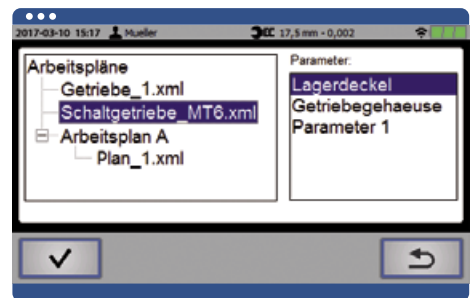 2017-03-10 15:17 Mueller 17,5 mm - 0,002
Arbeitspläne
Getriebe_1.xml
Schaltgetriebe_MT6.xml
Arbeitsplan A
Plan_1.xml
Parameter:
Lagerdeckel
Getriebegehaeuse
Parameter 1